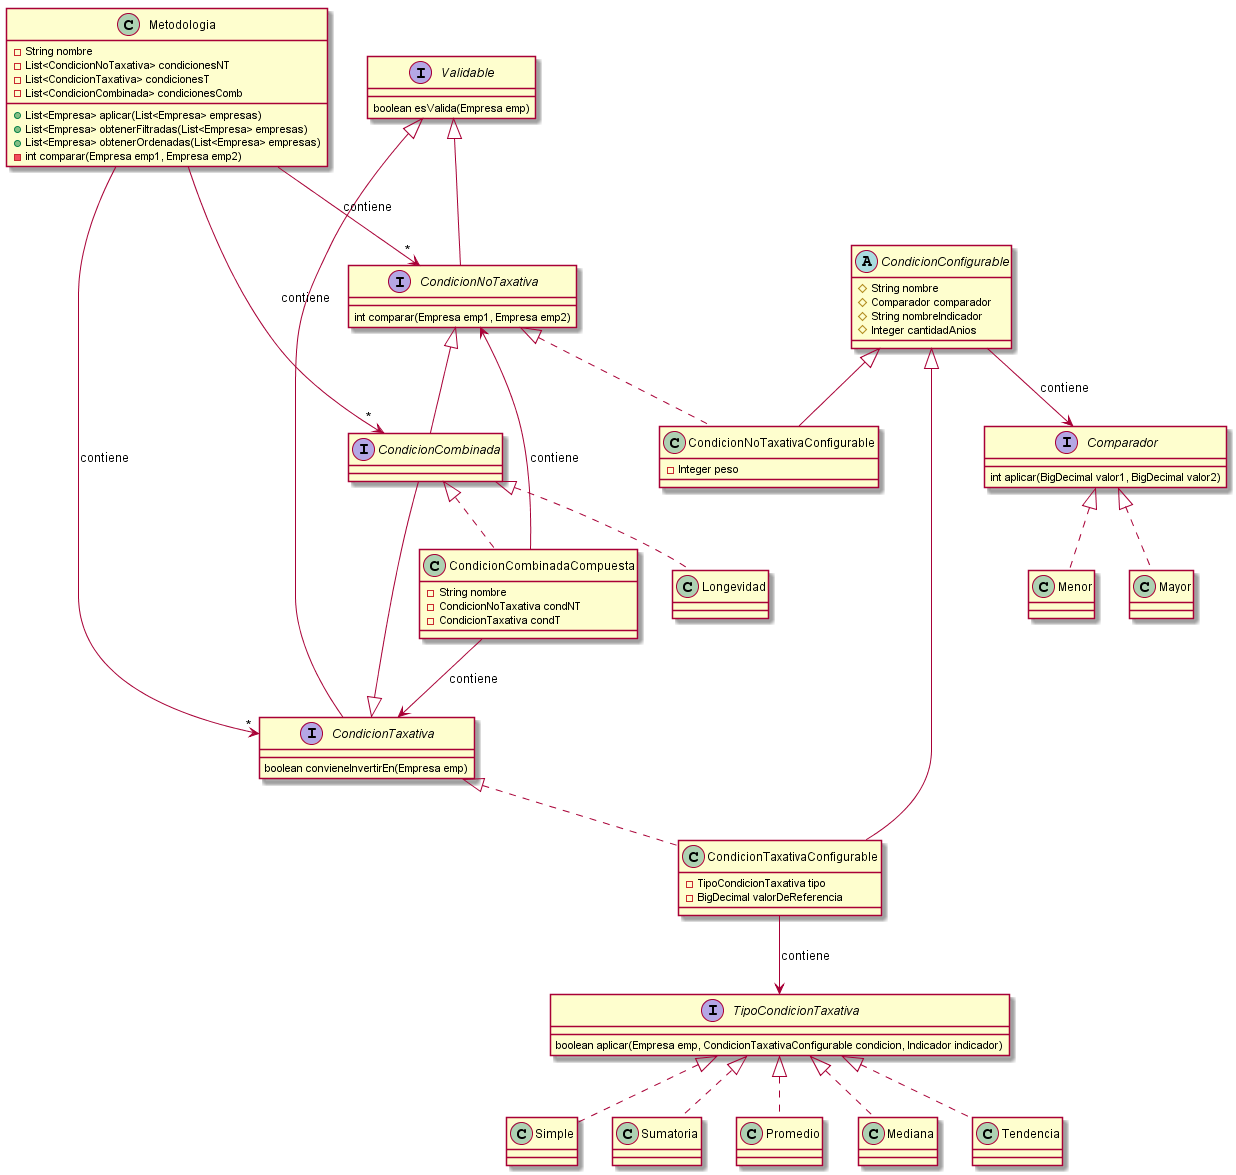 C Metodologia
String nombre
List<CondicionNoTaxativa> condicionesNT
List<CondicionTaxativa> condicionesT
List<CondicionCombinada> condicionesComb
List<Empresa> aplicar(List<Empresa> empresas)
List<Empresa> obtenerFiltradas(List<Empresa> empresas)
List<Empresa> obtenerOrdenadas(List<Empresa> empresas)
int comparar(Empresa emp1, Empresa emp2)
I Validable
boolean esValida(Empresa emp)
contiene
*
I CondicionNoTaxativa
int comparar(Empresa emp1, Empresa emp2)
A CondicionConfigurable
String nombre
Comparador comparador
String nombreIndicador
Integer cantidadAnios
contiene
*
contiene
I CondicionCombinada
contiene
C CondicionNoTaxativaConfigurable
Integer peso
I Comparador
int aplicar(BigDecimal valor1, BigDecimal valor2)
contiene
C CondicionCombinadaCompuesta
String nombre
CondicionNoTaxativa condNT
CondicionTaxativa condT
C Longevidad
C Menor
C Mayor
contiene
*
I CondicionTaxativa
boolean convieneInvertirEn(Empresa emp)
C CondicionTaxativaConfigurable
TipoCondicionTaxativa tipo
BigDecimal valorDeReferencia
contiene
I TipoCondicionTaxativa
boolean aplicar(Empresa emp, CondicionTaxativaConfigurable condicion, Indicador indicador)
C Simple
C Sumatoria
C Promedio
C Mediana
C Tendencia